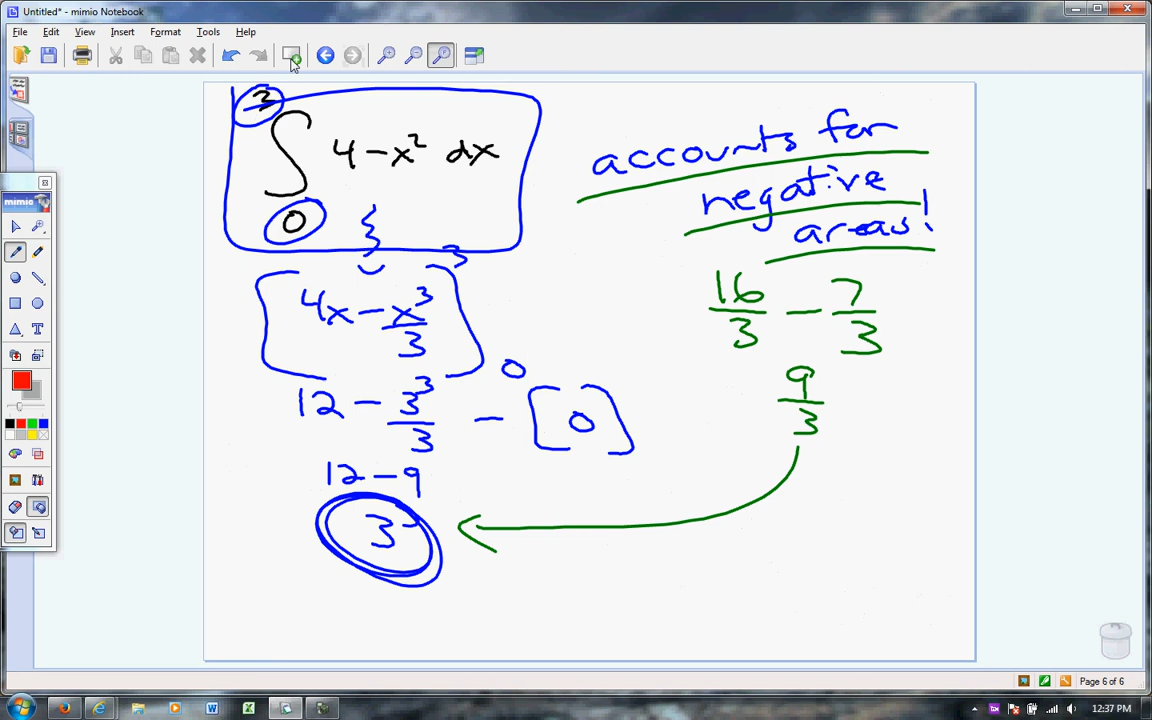 Untitled* - mimio Notebook
File Edit View Insert Format Tools Help
mimio
T
3
∫ 4 - x² dx
0
accounts for
negative
areas!
3
[4x - x³/3]
0
16/3 - 7/3
12 - 3³/3 - [0]
9/3
12 - 9
3
Page 6 of 6
12:37 PM